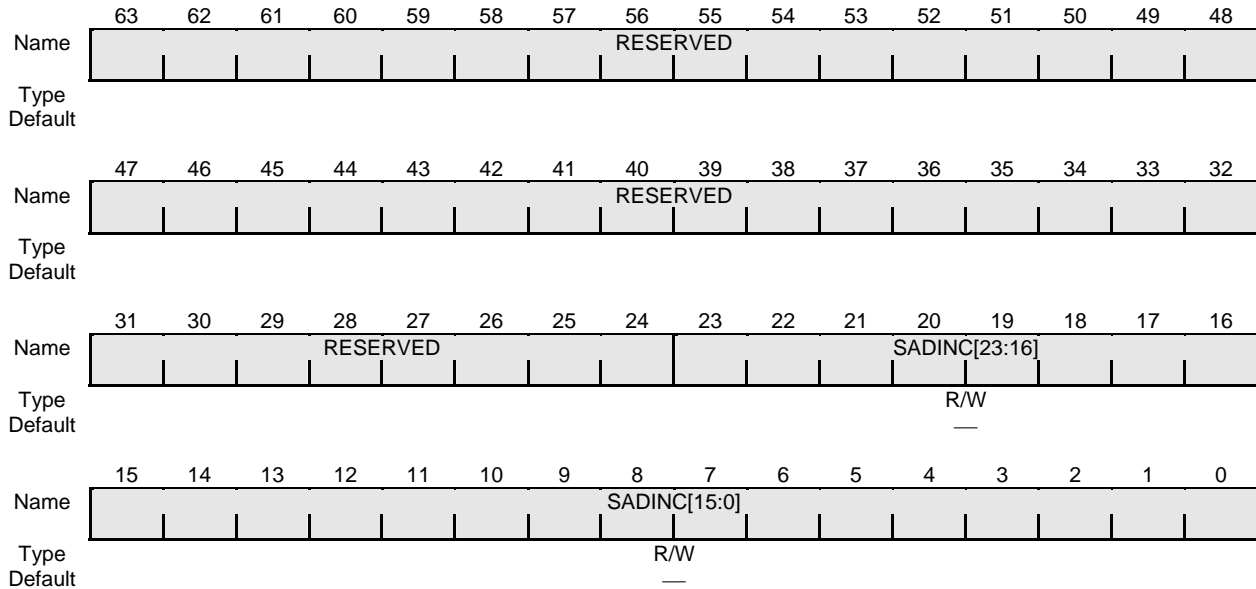 63 62 61 60 59 58 57 56 55 54 53 52 51 50 49 48
Name RESERVED
Type
Default
47 46 45 44 43 42 41 40 39 38 37 36 35 34 33 32
Name RESERVED
Type
Default
31 30 29 28 27 26 25 24 23 22 21 20 19 18 17 16
Name RESERVED SADINC[23:16]
Type R/W
Default —
15 14 13 12 11 10 9 8 7 6 5 4 3 2 1 0
Name SADINC[15:0]
Type R/W
Default —